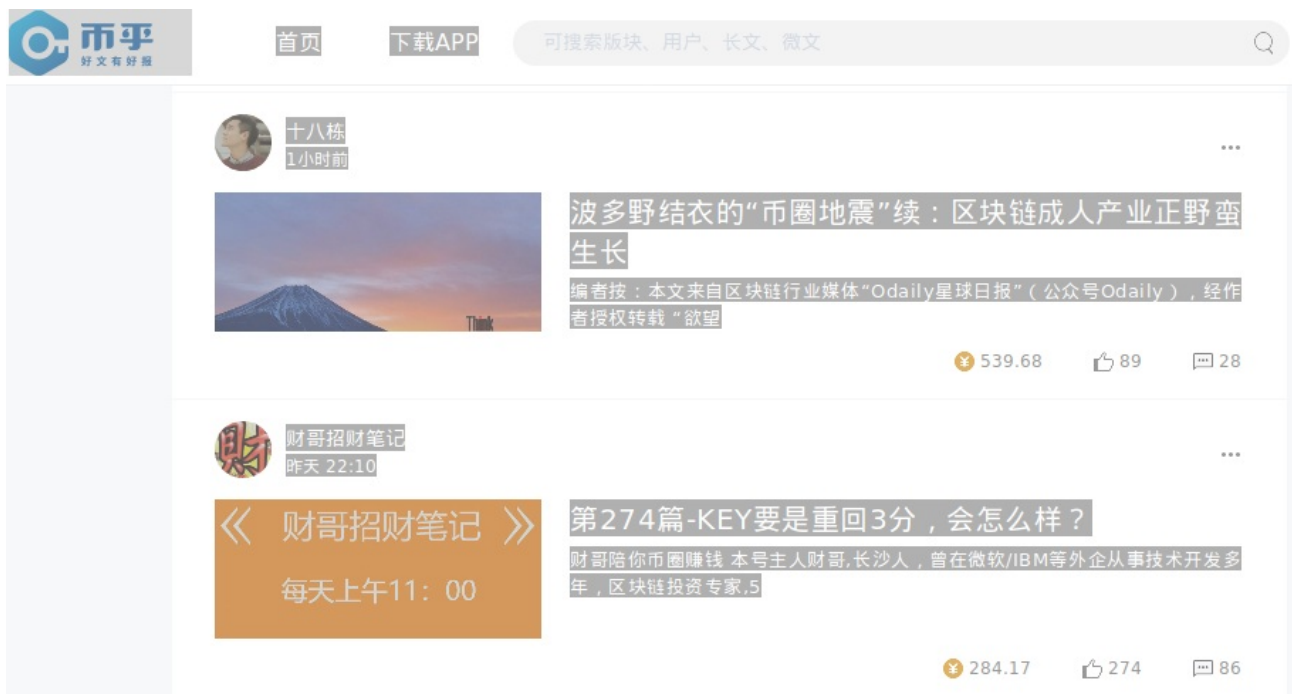 币乎
好文有好报
首页 下载APP 可搜索版块、用户、长文、微文
十八栋
1小时前
Think
波多野结衣的“币圈地震”续：区块链成人产业正野蛮
生长
编者按：本文来自区块链行业媒体“Odaily星球日报”（公众号Odaily），经作
者授权转载 “欲望
539.68 89 28
財
财哥招财笔记
昨天 22:10
《 财哥招财笔记 》
每天上午11：00
第274篇-KEY要是重回3分，会怎么样？
财哥陪你币圈赚钱 本号主人财哥,长沙人，曾在微软/IBM等外企从事技术开发多
年，区块链投资专家,5
284.17 274 86